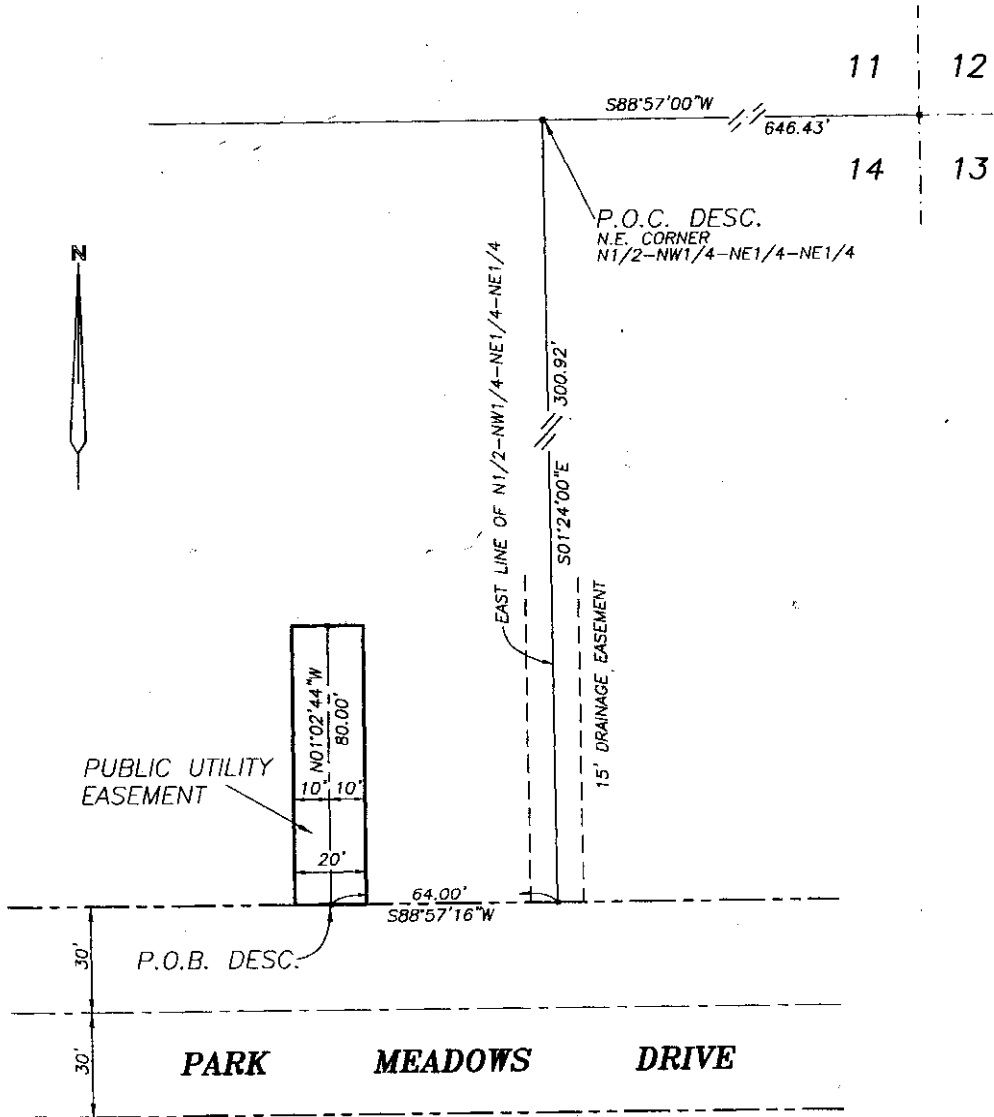 11
12
S88°57'00"W
646.43'
14
13
P.O.C. DESC.
N.E. CORNER
N1/2-NW1/4-NE1/4-NE1/4
N
EAST LINE OF N1/2-NW1/4-NE1/4-NE1/4
300.92'
S01°24'00"E
15' DRAINAGE EASEMENT
N01°02'44"W
80.00'
PUBLIC UTILITY
EASEMENT
10'
10'
20'
64.00'
S88°57'16"W
P.O.B. DESC.
30'
30'
PARK MEADOWS DRIVE